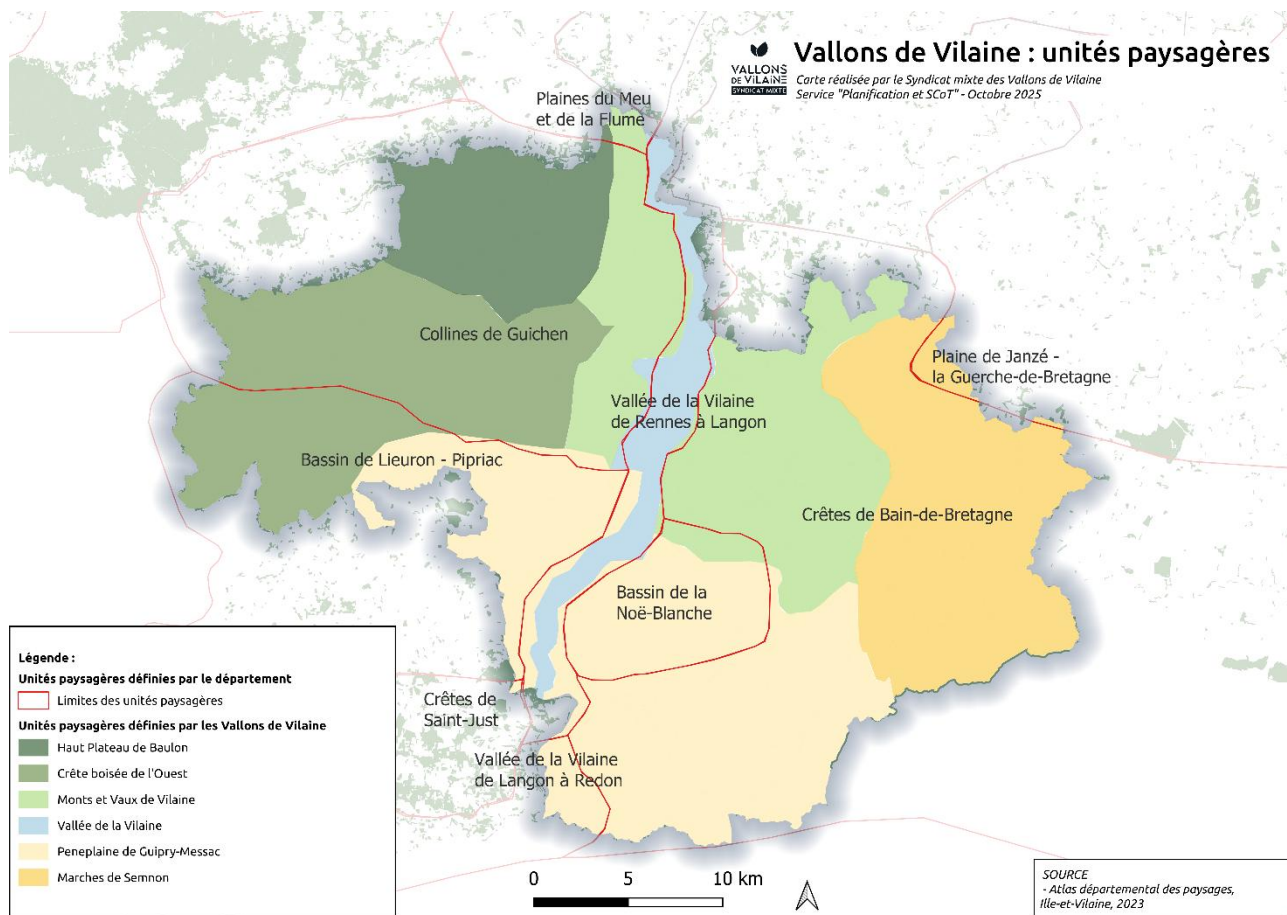 VALLONS
DE VILAINE
SYNDICAT MIXTE
Vallons de Vilaine : unités paysagères
Carte réalisée par le Syndicat mixte des Vallons de Vilaine
Service "Planification et SCoT" - Octobre 2025
Plaines du Meu
et de la Flume
Collines de Guichen
Plaine de Janzé -
la Guerche-de-Bretagne
Vallée de la Vilaine
de Rennes à Langon
Bassin de Lieuron - Pipriac
Crêtes de Bain-de-Bretagne
Bassin de la
Noë-Blanche
Crêtes de
Saint-Just
Vallée de la Vilaine
de Langon à Redon
Légende :
Unités paysagères définies par le département
Limites des unités paysagères
Unités paysagères définies par les Vallons de Vilaine
Haut Plateau de Baulon
Crête boisée de l'Ouest
Monts et Vaux de Vilaine
Vallée de la Vilaine
Peneplaine de Guipry-Messac
Marches de Semnon
0 5 10 km
SOURCE
- Atlas départemental des paysages,
Ille-et-Vilaine, 2023